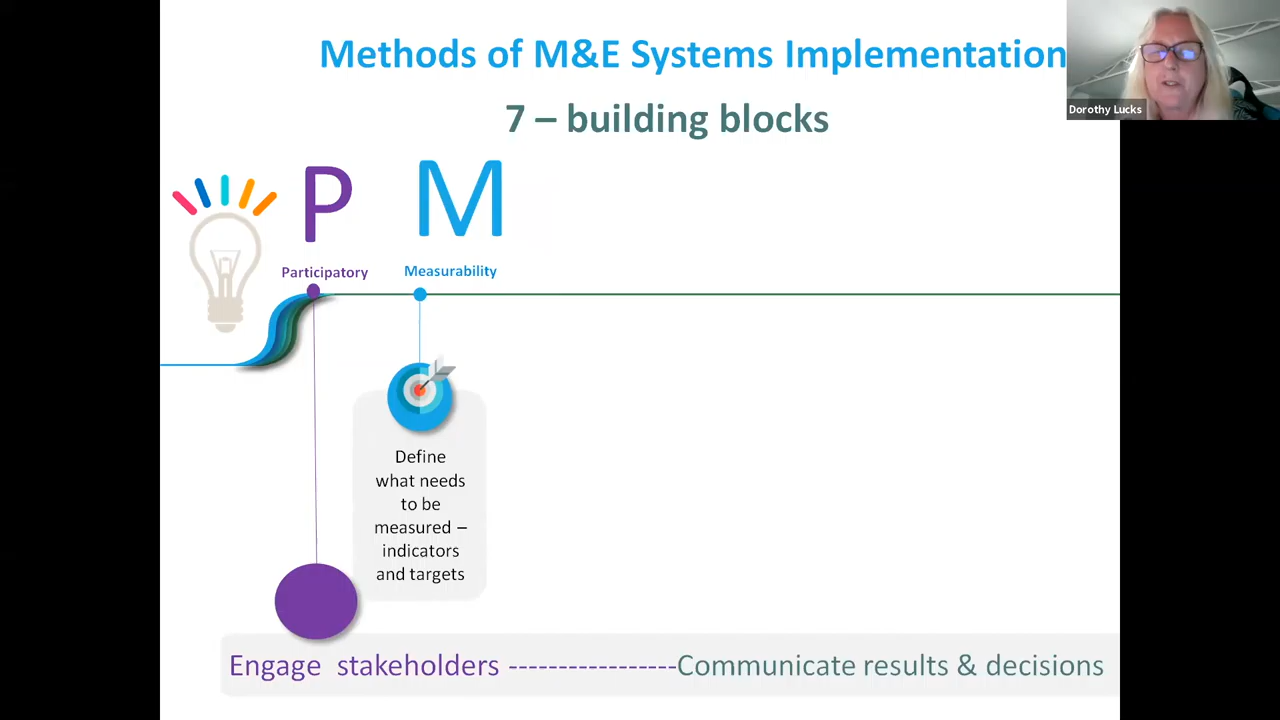 Methods of M&E Systems Implementation
Dorothy Lucks
7 – building blocks
P
M
Participatory
Measurability
Define
what needs
to be
measured –
indicators
and targets
Engage stakeholders -----------------Communicate results & decisions